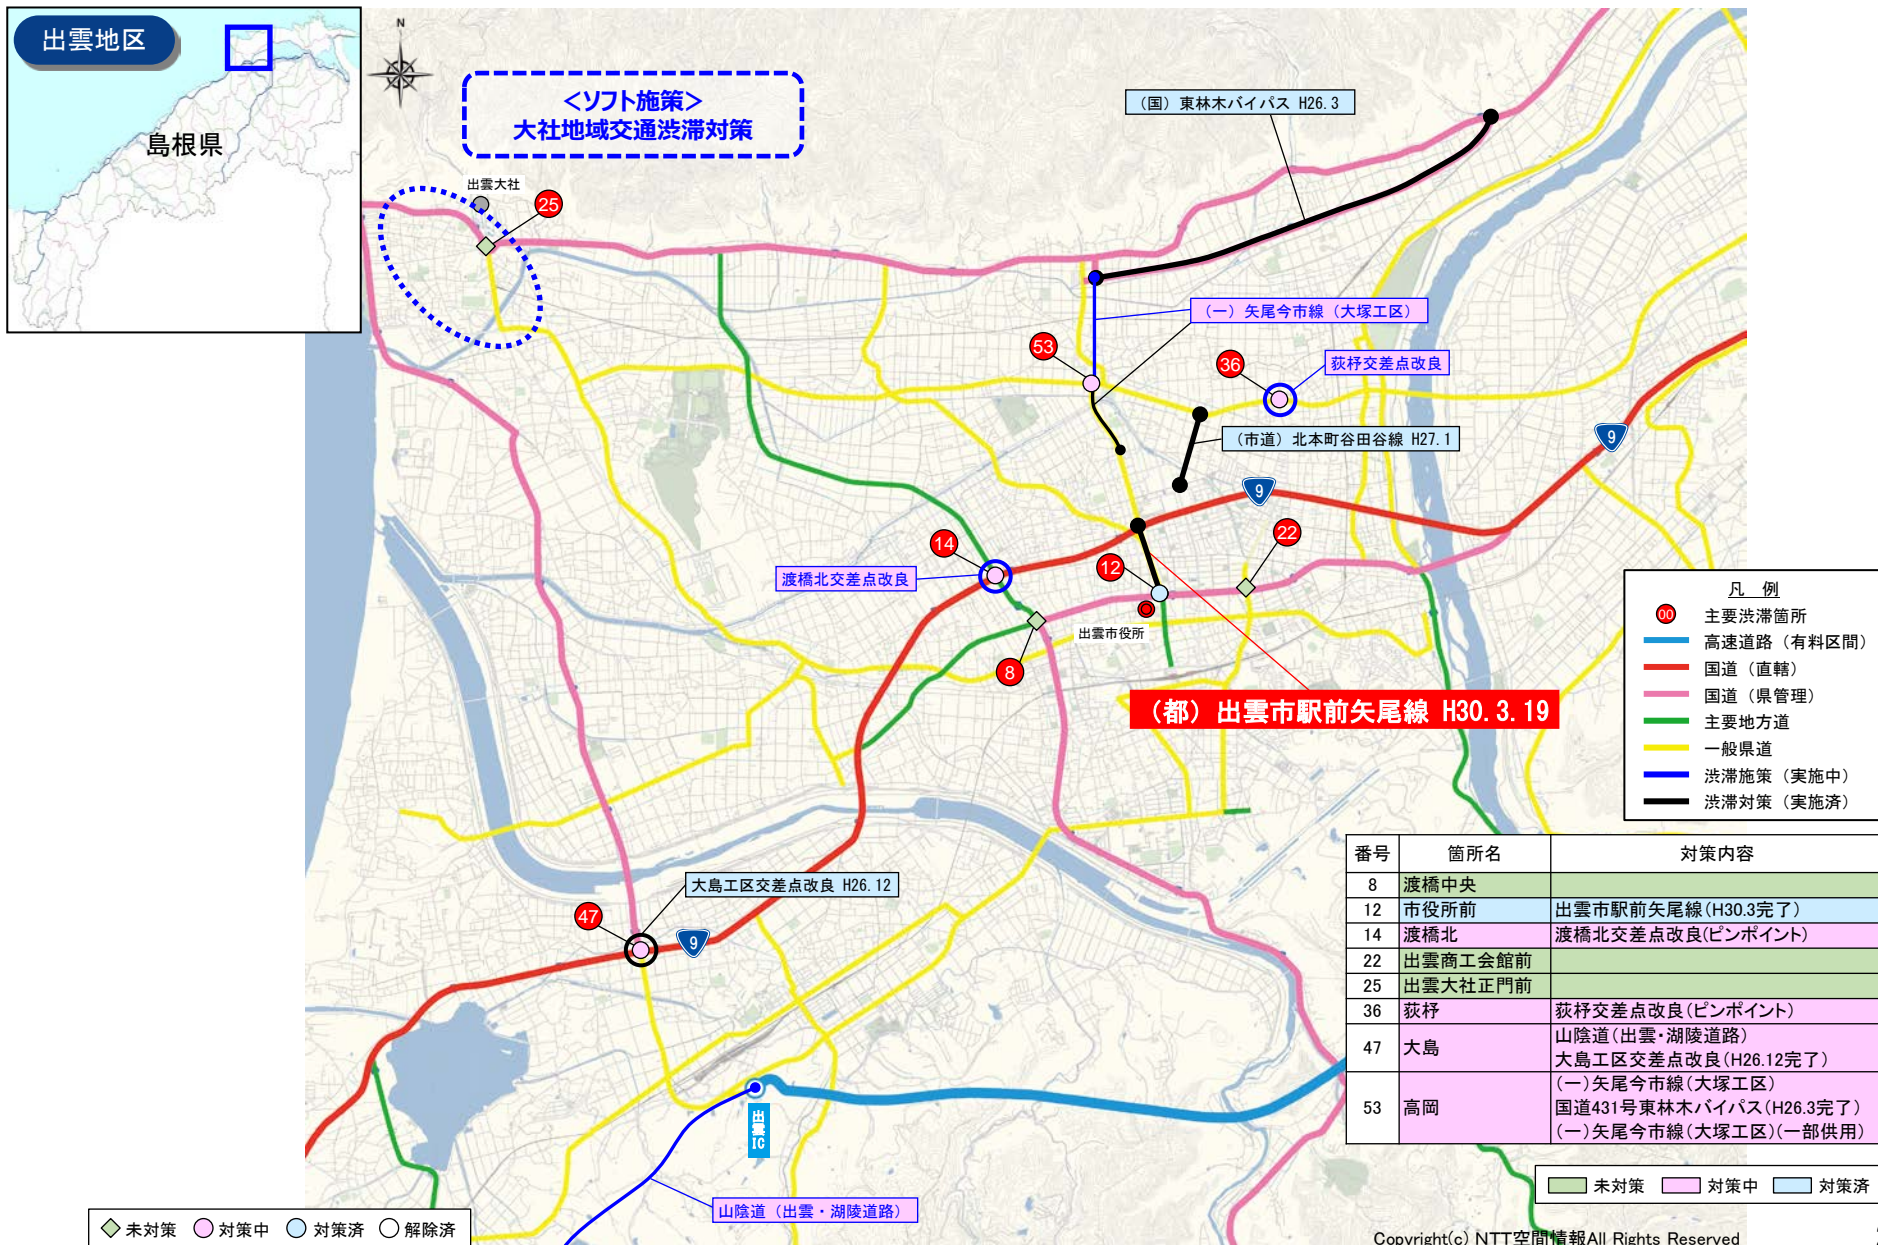 出雲地区
島根県
N
<ソフト施策>
大社地域交通渋滞対策
(国)東林木バイパス H26.3
出雲大社
25
(一)矢尾今市線(大塚工区)
53
36
荻杼交差点改良
(市道)北本町谷田谷線 H27.1
9
9
14
渡橋北交差点改良
12
22
出雲市役所
8
(都)出雲市駅前矢尾線 H30.3.19
凡 例
00 主要渋滞箇所
高速道路(有料区間)
国道(直轄)
国道(県管理)
主要地方道
一般県道
渋滞施策(実施中)
渋滞対策(実施済)
大島工区交差点改良 H26.12
47
9
番号 箇所名 対策内容
8 渡橋中央
12 市役所前 出雲市駅前矢尾線(H30.3完了)
14 渡橋北 渡橋北交差点改良(ピンポイント)
22 出雲商工会館前
25 出雲大社正門前
36 荻杼 荻杼交差点改良(ピンポイント)
47 大島 山陰道(出雲・湖陵道路)
大島工区交差点改良(H26.12完了)
53 高岡 (一)矢尾今市線(大塚工区)
国道431号東林木バイパス(H26.3完了)
(一)矢尾今市線(大塚工区)(一部供用)
出雲IC
山陰道(出雲・湖陵道路)
未対策 対策中 対策済
未対策 対策中 対策済 解除済
Copyright(c) NTT空間情報All Rights Reserved